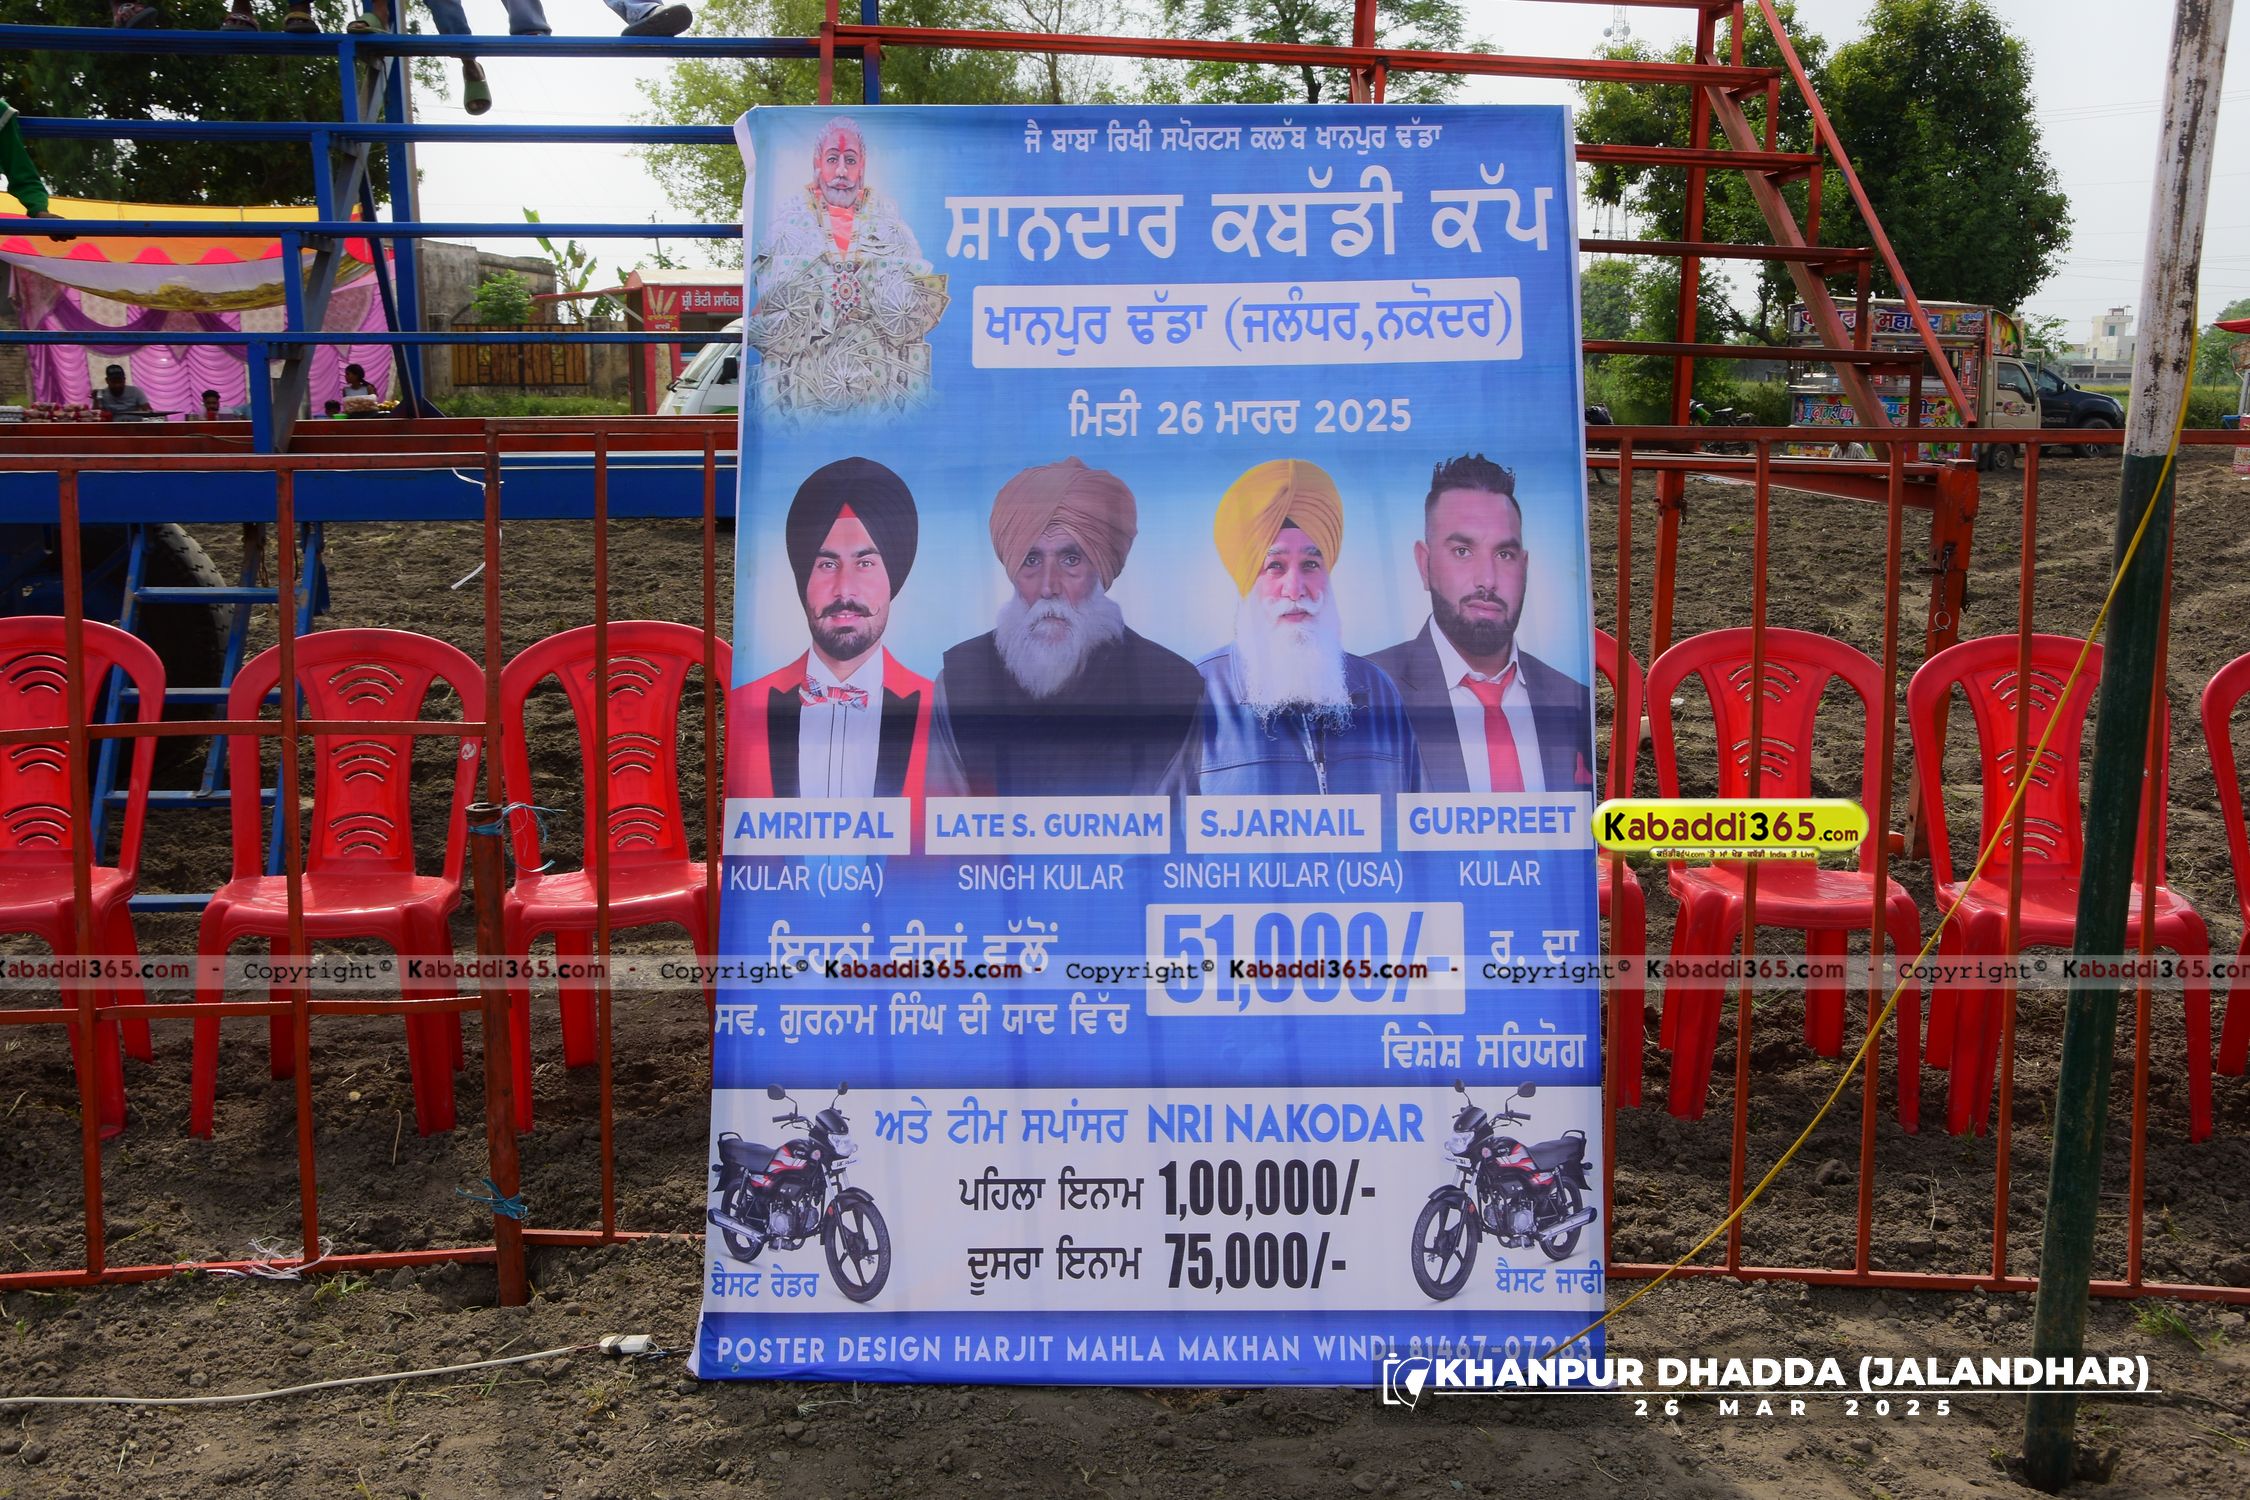 ਜੈ ਬਾਬਾ ਰਿਖੀ ਸਪੋਰਟਸ ਕਲੱਬ ਖਾਨਪੁਰ ਢੱਡਾ
ਸ਼ਾਨਦਾਰ ਕਬੱਡੀ ਕੱਪ
ਖਾਨਪੁਰ ਢੱਡਾ (ਜਲੰਧਰ,ਨਕੋਦਰ)
ਮਿਤੀ 26 ਮਾਰਚ 2025
ਸ਼੍ਰੀ ਭੈਣੀ ਸਾਹਿਬ
महावीर
AMRITPAL
KULAR (USA)
LATE S. GURNAM
SINGH KULAR
S.JARNAIL
SINGH KULAR (USA)
GURPREET
KULAR
Kabaddi365.com
ਇਹਨਾਂ ਵੀਰਾਂ ਵੱਲੋਂ 51,000/- ਰ. ਦਾ
Kabaddi365.com - Copyright© Kabaddi365.com - Copyright© Kabaddi365.com - Copyright© Kabaddi365.com - Copyright© Kabaddi365.com - Copyright© Kabaddi365.com
ਸਵ. ਗੁਰਨਾਮ ਸਿੰਘ ਦੀ ਯਾਦ ਵਿੱਚ
ਵਿਸ਼ੇਸ਼ ਸਹਿਯੋਗ
ਅਤੇ ਟੀਮ ਸਪਾਂਸਰ NRI NAKODAR
ਪਹਿਲਾ ਇਨਾਮ 1,00,000/-
ਦੂਸਰਾ ਇਨਾਮ 75,000/-
ਬੈਸਟ ਰੇਡਰ
ਬੈਸਟ ਜਾਫੀ
POSTER DESIGN HARJIT MAHLA MAKHAN WINDI 81467-07263
KHANPUR DHADDA (JALANDHAR)
26 MAR 2025